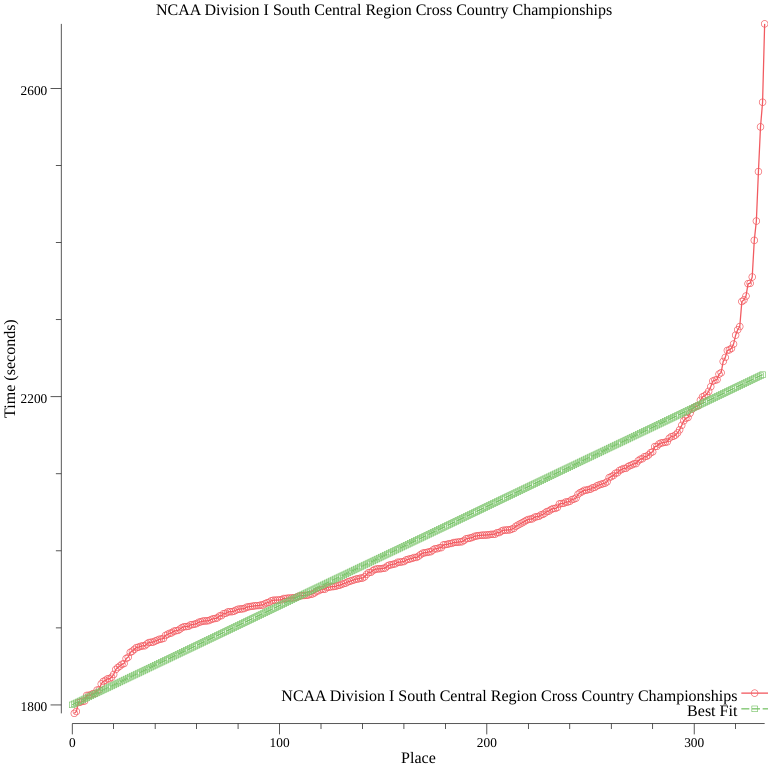 NCAA Division I South Central Region Cross Country Championships
2600
2200
1800
Time (seconds)
0
100
200
300
Place
NCAA Division I South Central Region Cross Country Championships
Best Fit